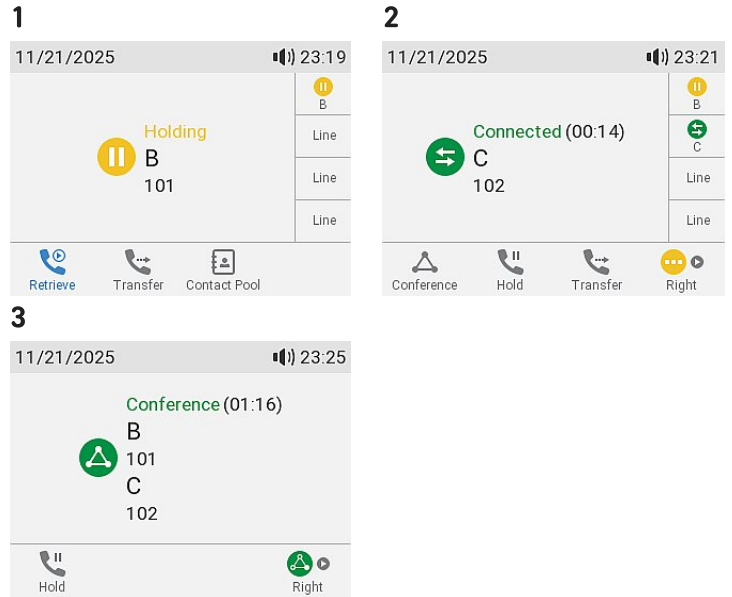 1
11/21/2025 23:19
B
Holding
B
101
Line
Line
Line
Retrieve Transfer Contact Pool
2
11/21/2025 23:21
B
Connected (00:14)
C
102
C
Line
Line
Conference Hold Transfer Right
3
11/21/2025 23:25
Conference (01:16)
B
101
C
102
Hold Right